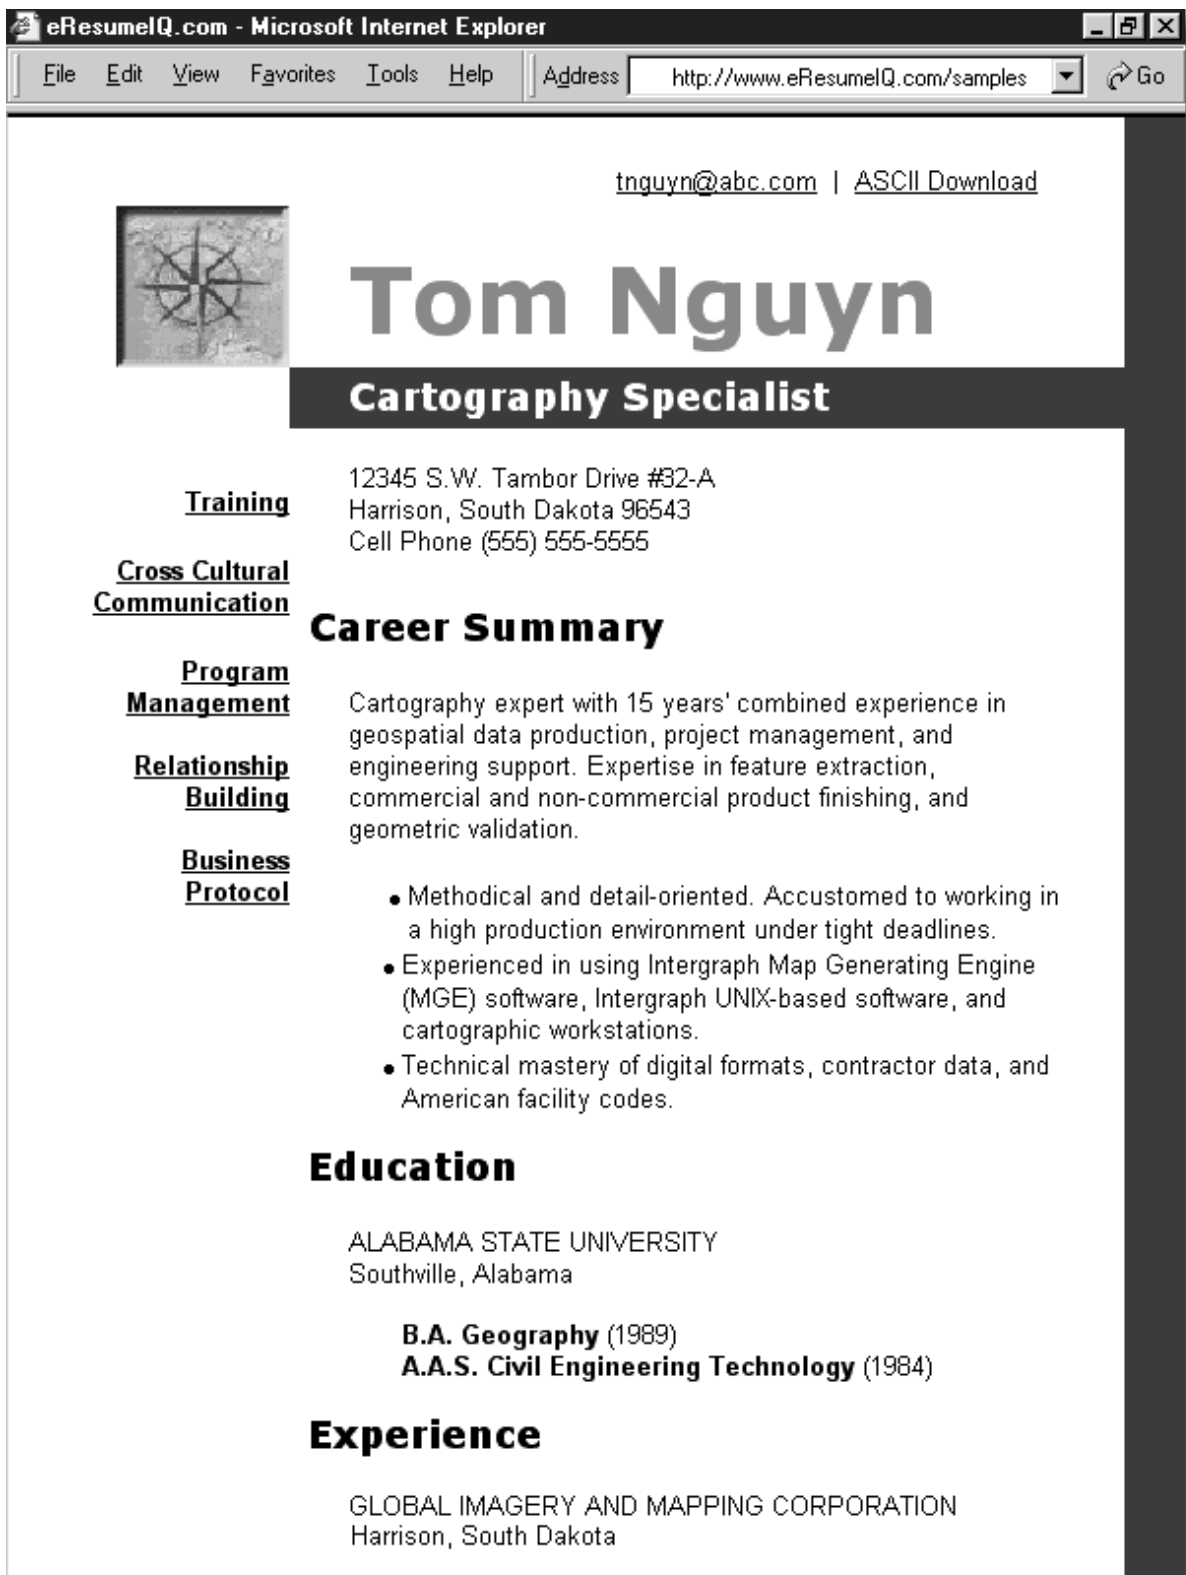 eResumeIQ.com - Microsoft Internet Explorer
File Edit View Favorites Tools Help Address http://www.eResumeIQ.com/samples Go
tnguyn@abc.com | ASCII Download
Tom Nguyn
Cartography Specialist
12345 S.W. Tambor Drive #32-A
Harrison, South Dakota 96543
Cell Phone (555) 555-5555
Training
Cross Cultural
Communication
Program
Management
Relationship
Building
Business
Protocol
Career Summary
Cartography expert with 15 years' combined experience in
geospatial data production, project management, and
engineering support. Expertise in feature extraction,
commercial and non-commercial product finishing, and
geometric validation.
• Methodical and detail-oriented. Accustomed to working in
a high production environment under tight deadlines.
• Experienced in using Intergraph Map Generating Engine
(MGE) software, Intergraph UNIX-based software, and
cartographic workstations.
• Technical mastery of digital formats, contractor data, and
American facility codes.
Education
ALABAMA STATE UNIVERSITY
Southville, Alabama
B.A. Geography (1989)
A.A.S. Civil Engineering Technology (1984)
Experience
GLOBAL IMAGERY AND MAPPING CORPORATION
Harrison, South Dakota